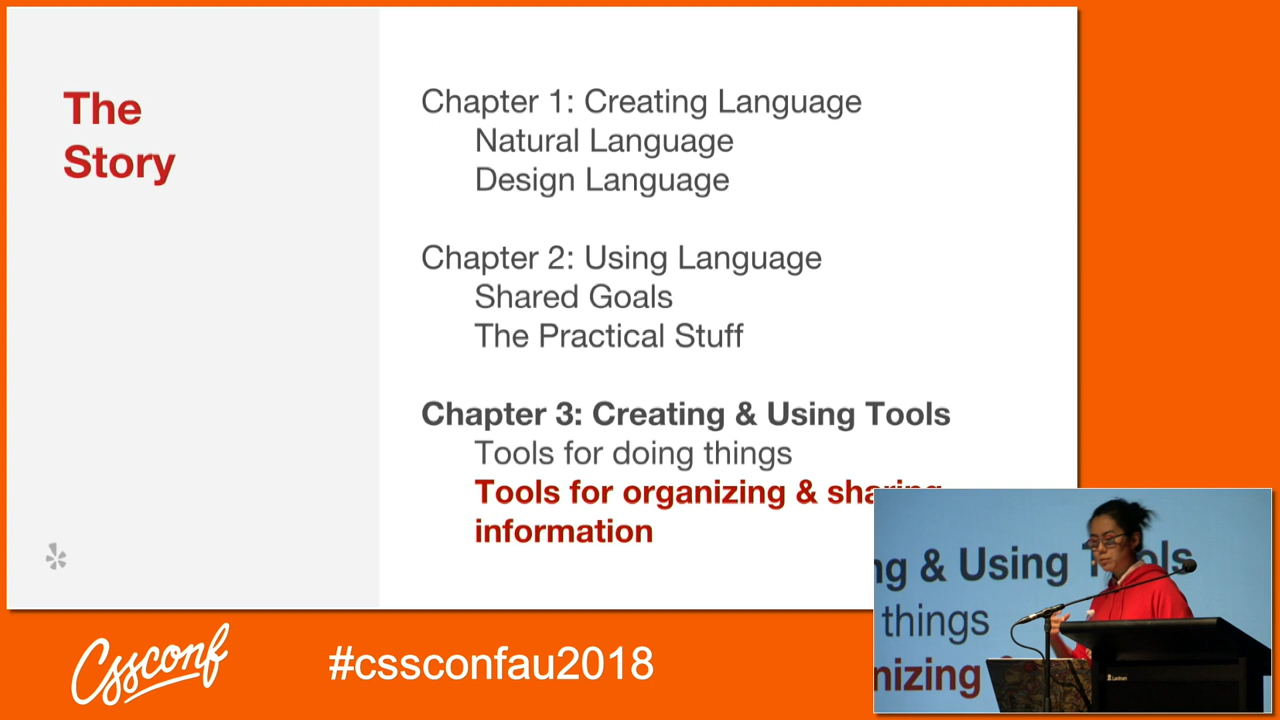 The
Story
Chapter 1: Creating Language
Natural Language
Design Language
Chapter 2: Using Language
Shared Goals
The Practical Stuff
Chapter 3: Creating & Using Tools
Tools for doing things
Tools for organizing & sharing
information
ng & Using Tools
things
nizing
cssconf
#cssconfau2018